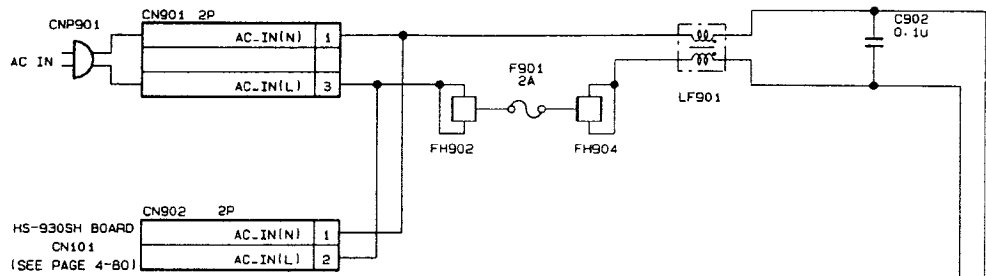 CNP901
AC IN
CN901 2P
AC_IN(N) 1
AC_IN(L) 3
F901
2A
FH902
FH904
LF901
C902
0.1U
HS-930SH BOARD
CN101
(SEE PAGE 4-80)
CN902 2P
AC_IN(N) 1
AC_IN(L) 2